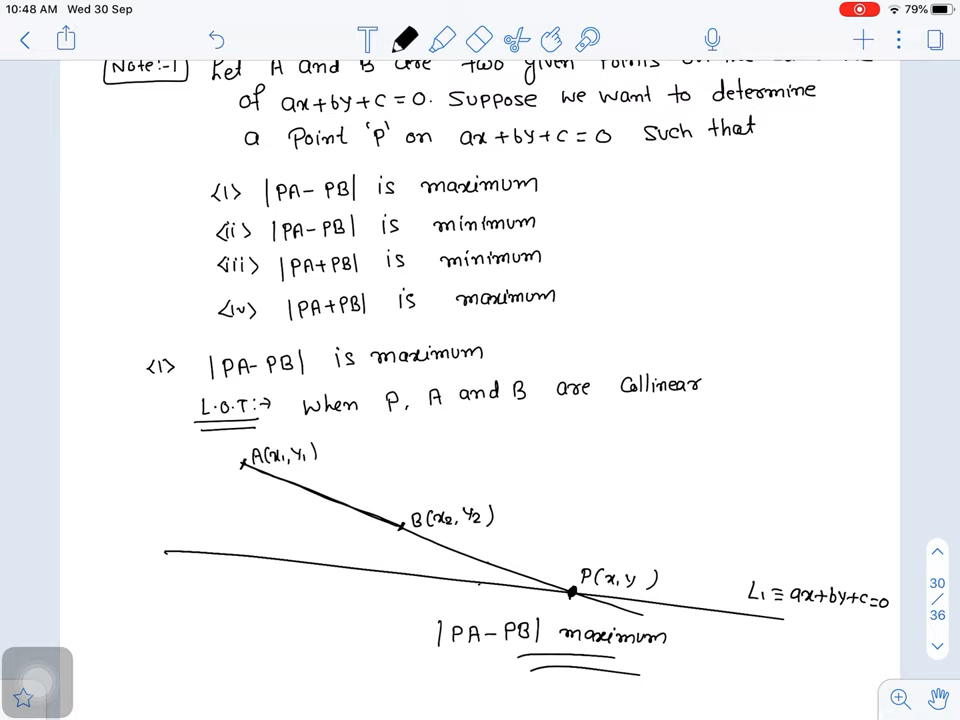 10:48 AM Wed 30 Sep
79%
Note:-1 Let A and B are two given Points
of ax+by+c=0. Suppose we want to determine
a Point 'P' on ax+by+c=0 Such that
<i> |PA-PB| is maximum
<ii> |PA-PB| is minimum
<iii> |PA+PB| is minimum
<iv> |PA+PB| is maximum
<i> |PA-PB| is maximum
L.O.T:→ When P, A and B are Collinear
A(x₁,y₁)
B(x₂,y₂)
P(x,y)
L₁≡ax+by+c=0
|PA-PB| maximum
30
/
36